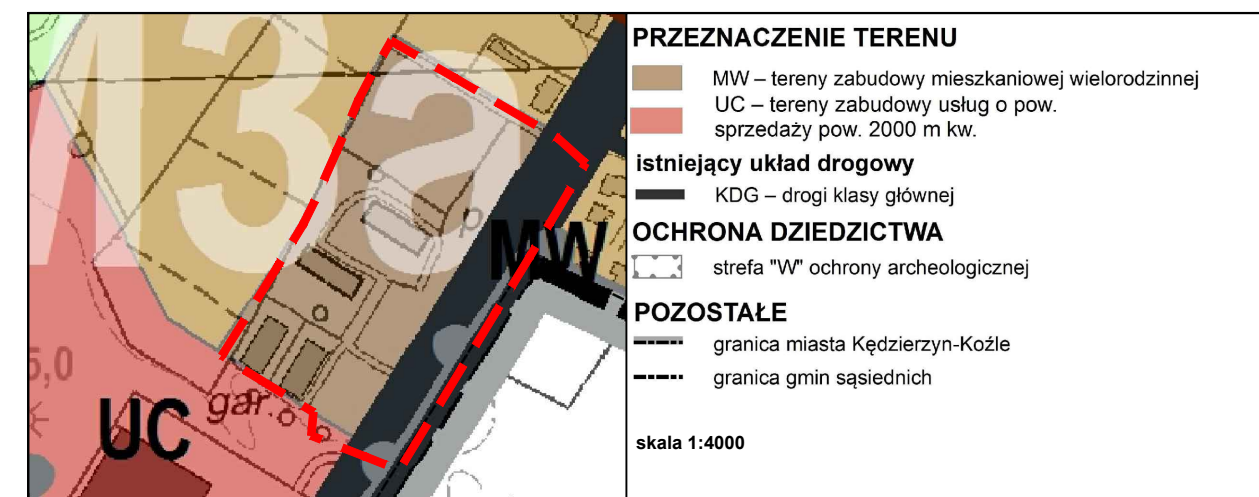 M3a
p
MW
5,0
UC
gar.
PRZEZNACZENIE TERENU
MW – tereny zabudowy mieszkaniowej wielorodzinnej
UC – tereny zabudowy usług o pow.
sprzedaży pow. 2000 m kw.
istniejący układ drogowy
KDG – drogi klasy głównej
OCHRONA DZIEDZICTWA
strefa "W" ochrony archeologicznej
POZOSTAŁE
granica miasta Kędzierzyn-Koźle
granica gmin sąsiednich
skala 1:4000